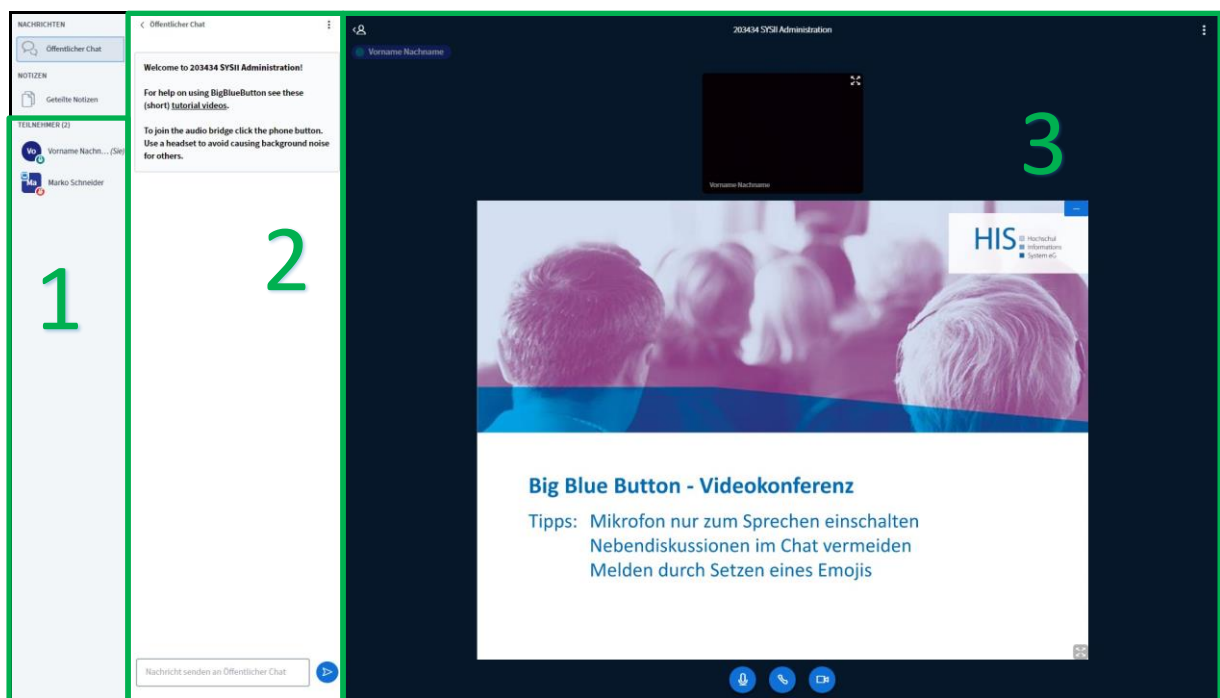 NACHRICHTEN
Öffentlicher Chat
NOTIZEN
Geteilte Notizen
TEILNEHMER (2)
Vo
Vorname Nachn... (Sie)
Ma
Marko Schneider
1
Öffentlicher Chat
Welcome to 203434 SYSII Administration!
For help on using BigBlueButton see these
(short) tutorial videos.
To join the audio bridge click the phone button.
Use a headset to avoid causing background noise
for others.
2
Nachricht senden an Öffentlicher Chat
203434 SYSII Administration
Vorname Nachname
Vorname Nachname
3
HIS
Hochschul
Informations
System eG
Big Blue Button - Videokonferenz
Tipps: Mikrofon nur zum Sprechen einschalten
Nebendiskussionen im Chat vermeiden
Melden durch Setzen eines Emojis